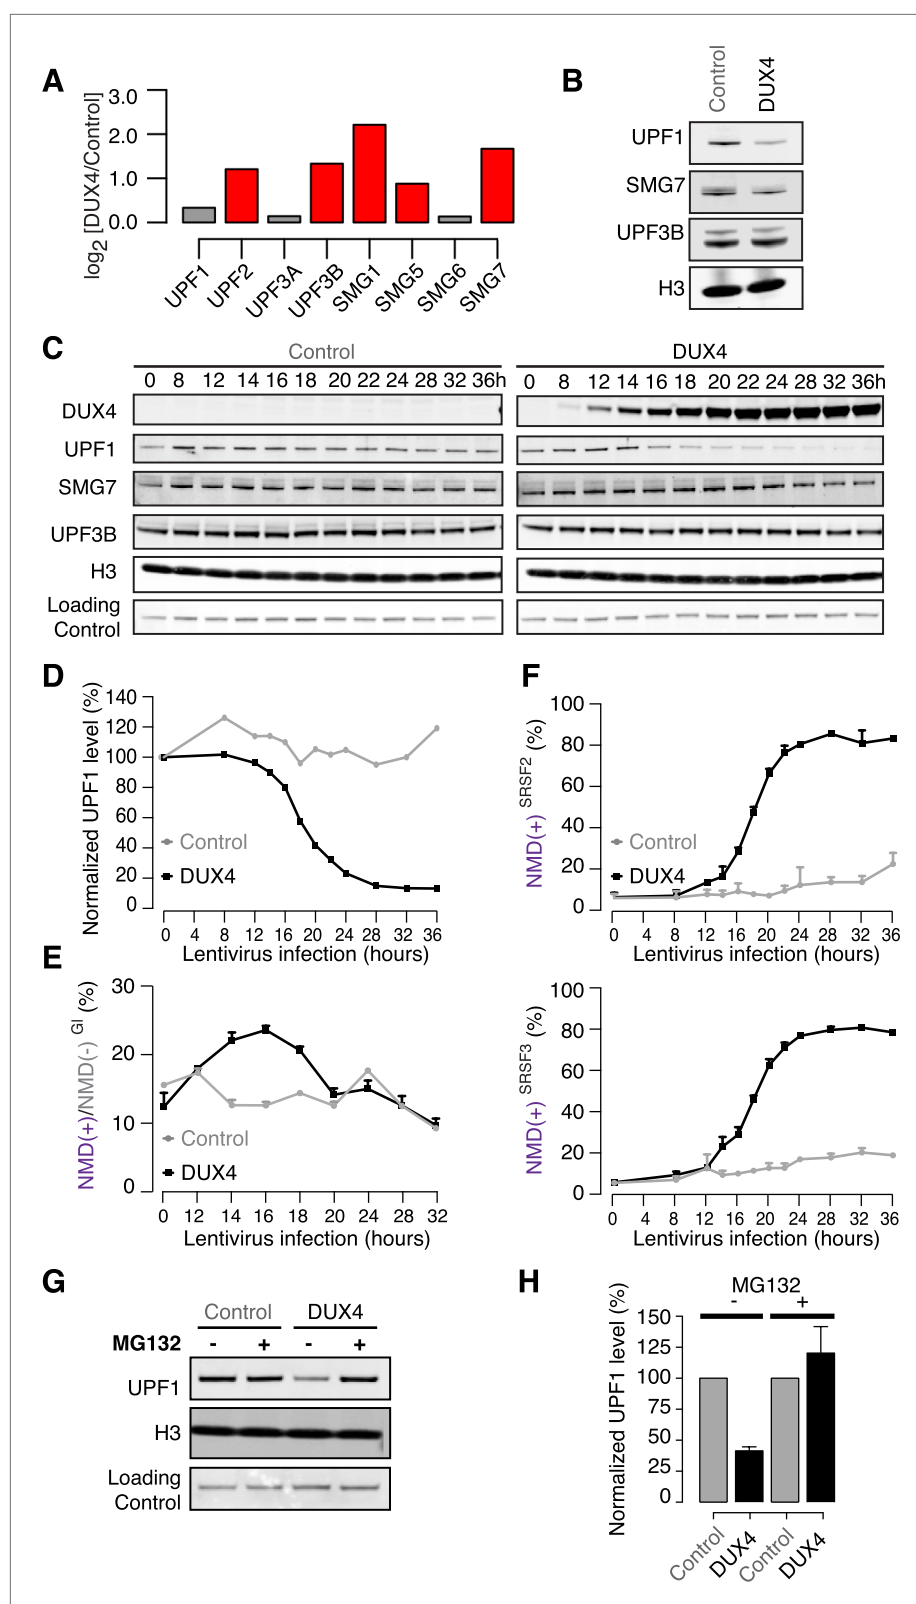 A
log2 [DUX4/Control]
3.0
2.0
1.0
0.0
UPF1 UPF2 UPF3A UPF3B SMG1 SMG5 SMG6 SMG7
B
Control DUX4
UPF1
SMG7
UPF3B
H3
C
Control DUX4
0 8 12 14 16 18 20 22 24 28 32 36h 0 8 12 14 16 18 20 22 24 28 32 36h
DUX4
UPF1
SMG7
UPF3B
H3
Loading
Control
D
Normalized UPF1 level (%)
140
120
100
80
60
40
20
0
Control
DUX4
0 4 8 12 16 20 24 28 32 36
Lentivirus infection (hours)
E
NMD(+)/NMD(-) GI (%)
30
20
10
0
Control
DUX4
0 12 14 16 18 20 24 28 32
Lentivirus infection (hours)
F
NMD(+) SRSF2 (%)
100
80
60
40
20
0
Control
DUX4
0 4 8 12 16 20 24 28 32 36
Lentivirus infection (hours)
NMD(+) SRSF3 (%)
100
80
60
40
20
0
0 4 8 12 16 20 24 28 32 36
Lentivirus infection (hours)
G
Control DUX4
MG132 - + - +
UPF1
H3
Loading
Control
H
MG132
- +
Normalized UPF1 level (%)
150
125
100
75
50
25
0
Control DUX4 Control DUX4